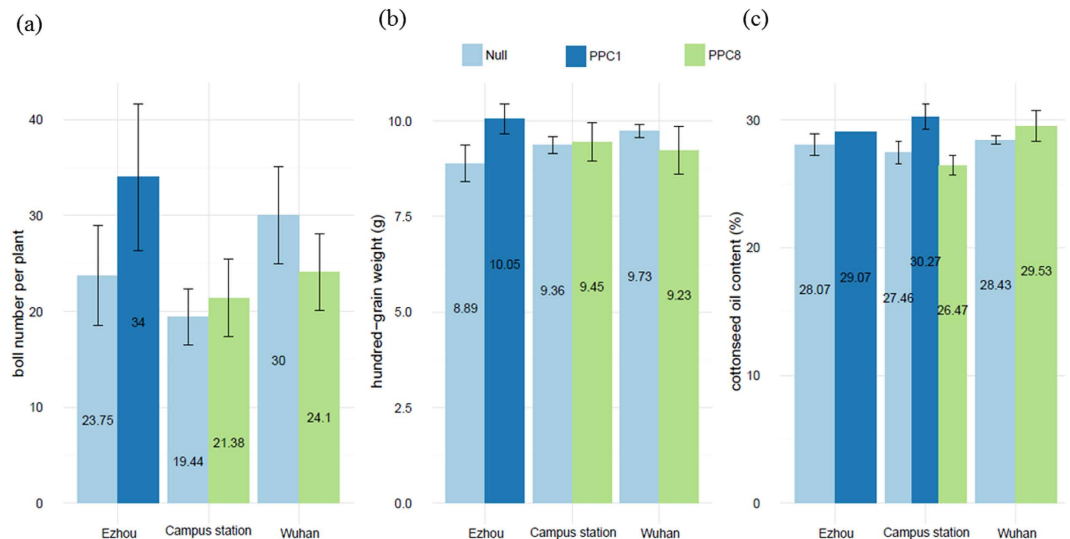 (a)
(b)
(c)
Null
PPC1
PPC8
boll number per plant
40
30
20
10
0
23.75
34
19.44
21.38
30
24.1
Ezhou
Campus station
Wuhan
hundred-grain weight (g)
10.0
7.5
5.0
2.5
0.0
8.89
10.05
9.36
9.45
9.73
9.23
Ezhou
Campus station
Wuhan
cottonseed oil content (%)
30
20
10
0
28.07
29.07
27.46
30.27
26.47
28.43
29.53
Ezhou
Campus station
Wuhan